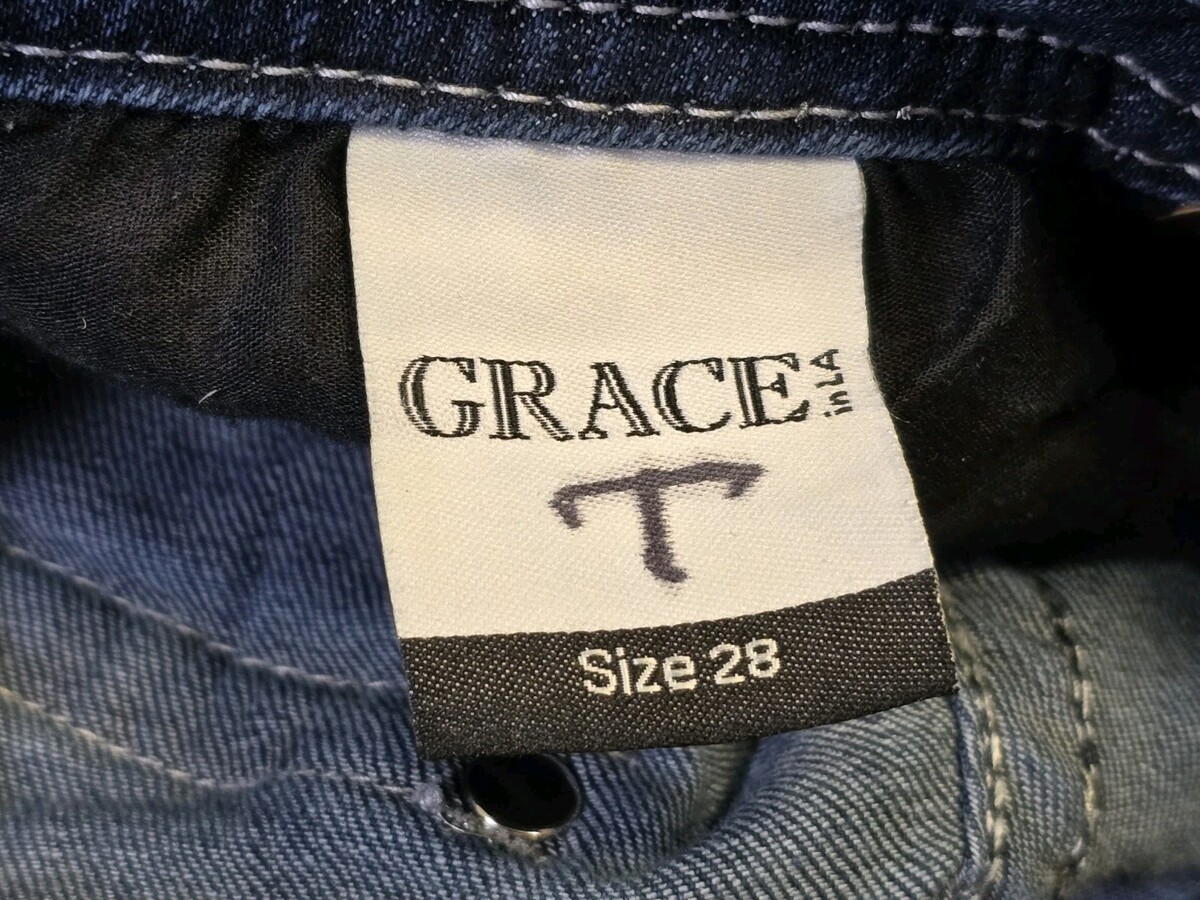 GRACE in LA
T
Size 28